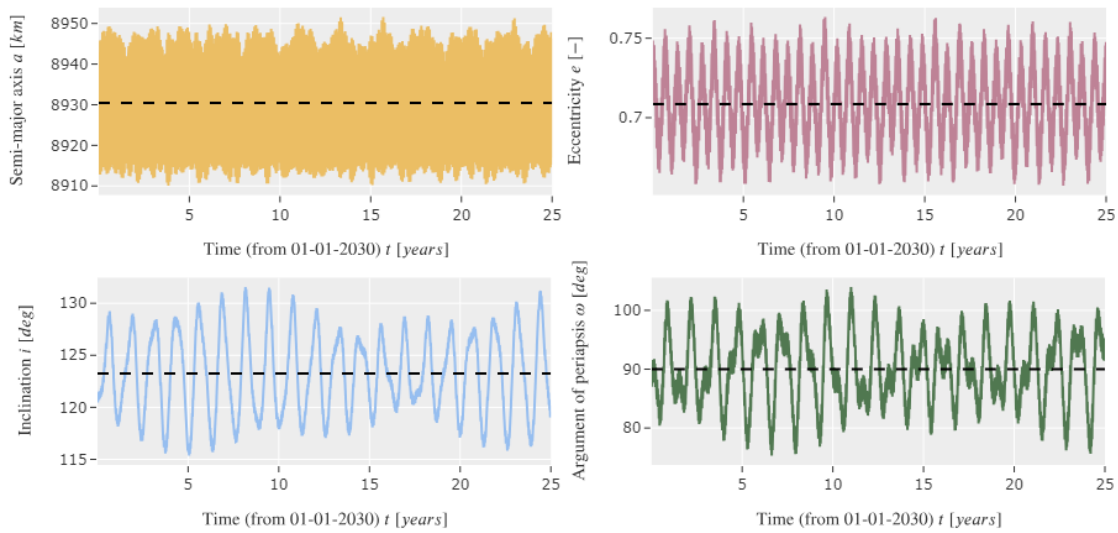 Semi-major axis a [km]
8950
8940
8930
8920
8910
5 10 15 20 25
Time (from 01-01-2030) t [years]
Eccentricity e [−]
0.75
0.7
5 10 15 20 25
Time (from 01-01-2030) t [years]
Inclination i [deg]
130
125
120
115
5 10 15 20 25
Time (from 01-01-2030) t [years]
Argument of periapsis ω [deg]
100
90
80
5 10 15 20 25
Time (from 01-01-2030) t [years]